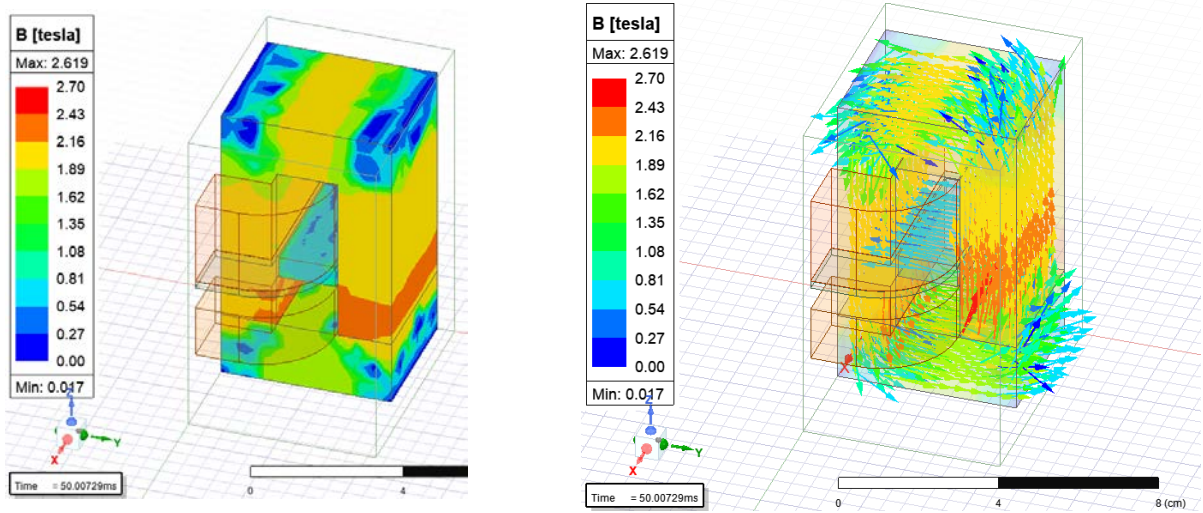 B [tesla]
Max: 2.619
2.70
2.43
2.16
1.89
1.62
1.35
1.08
0.81
0.54
0.27
0.00
Min: 0.017
Z
Y
X
Time = 50.00729ms
0
4
B [tesla]
Max: 2.619
2.70
2.43
2.16
1.89
1.62
1.35
1.08
0.81
0.54
0.27
0.00
Min: 0.017
X
Z
Y
X
Time = 50.00729ms
0
4
8 (cm)